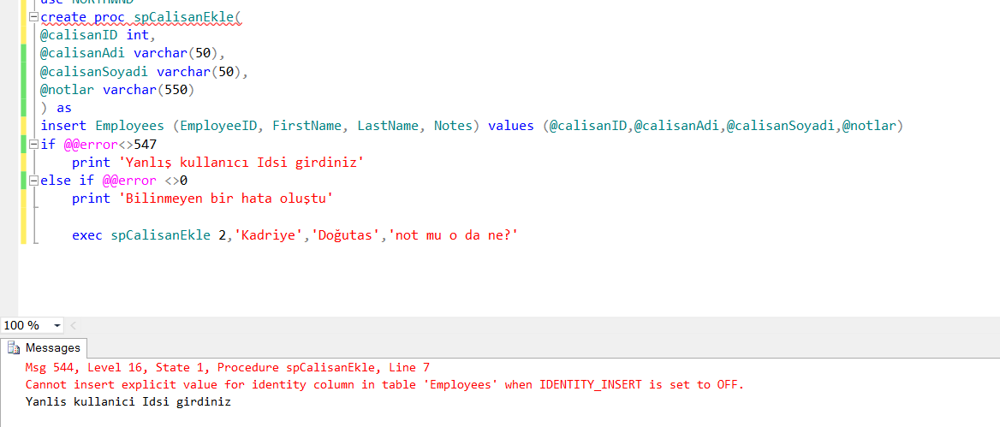 use NORTHWND
create proc spCalisanEkle(
@calisanID int,
@calisanAdi varchar(50),
@calisanSoyadi varchar(50),
@notlar varchar(550)
) as
insert Employees (EmployeeID, FirstName, LastName, Notes) values (@calisanID,@calisanAdi,@calisanSoyadi,@notlar)
if @@error<>547
print 'Yanlış kullanıcı Idsi girdiniz'
else if @@error <>0
print 'Bilinmeyen bir hata oluştu'
exec spCalisanEkle 2,'Kadriye','Doğutas','not mu o da ne?'
100 %
Messages
Msg 544, Level 16, State 1, Procedure spCalisanEkle, Line 7
Cannot insert explicit value for identity column in table 'Employees' when IDENTITY_INSERT is set to OFF.
Yanlis kullanici Idsi girdiniz